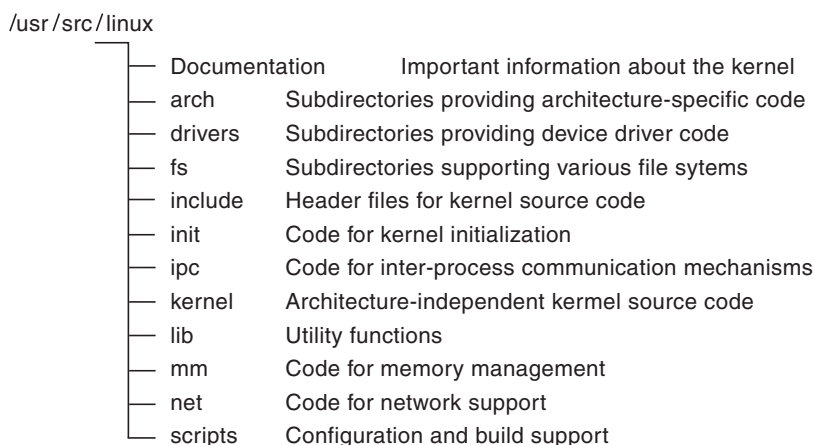 /usr/src/linux
Documentation Important information about the kernel
arch Subdirectories providing architecture-specific code
drivers Subdirectories providing device driver code
fs Subdirectories supporting various file sytems
include Header files for kernel source code
init Code for kernel initialization
ipc Code for inter-process communication mechanisms
kernel Architecture-independent kermel source code
lib Utility functions
mm Code for memory management
net Code for network support
scripts Configuration and build support